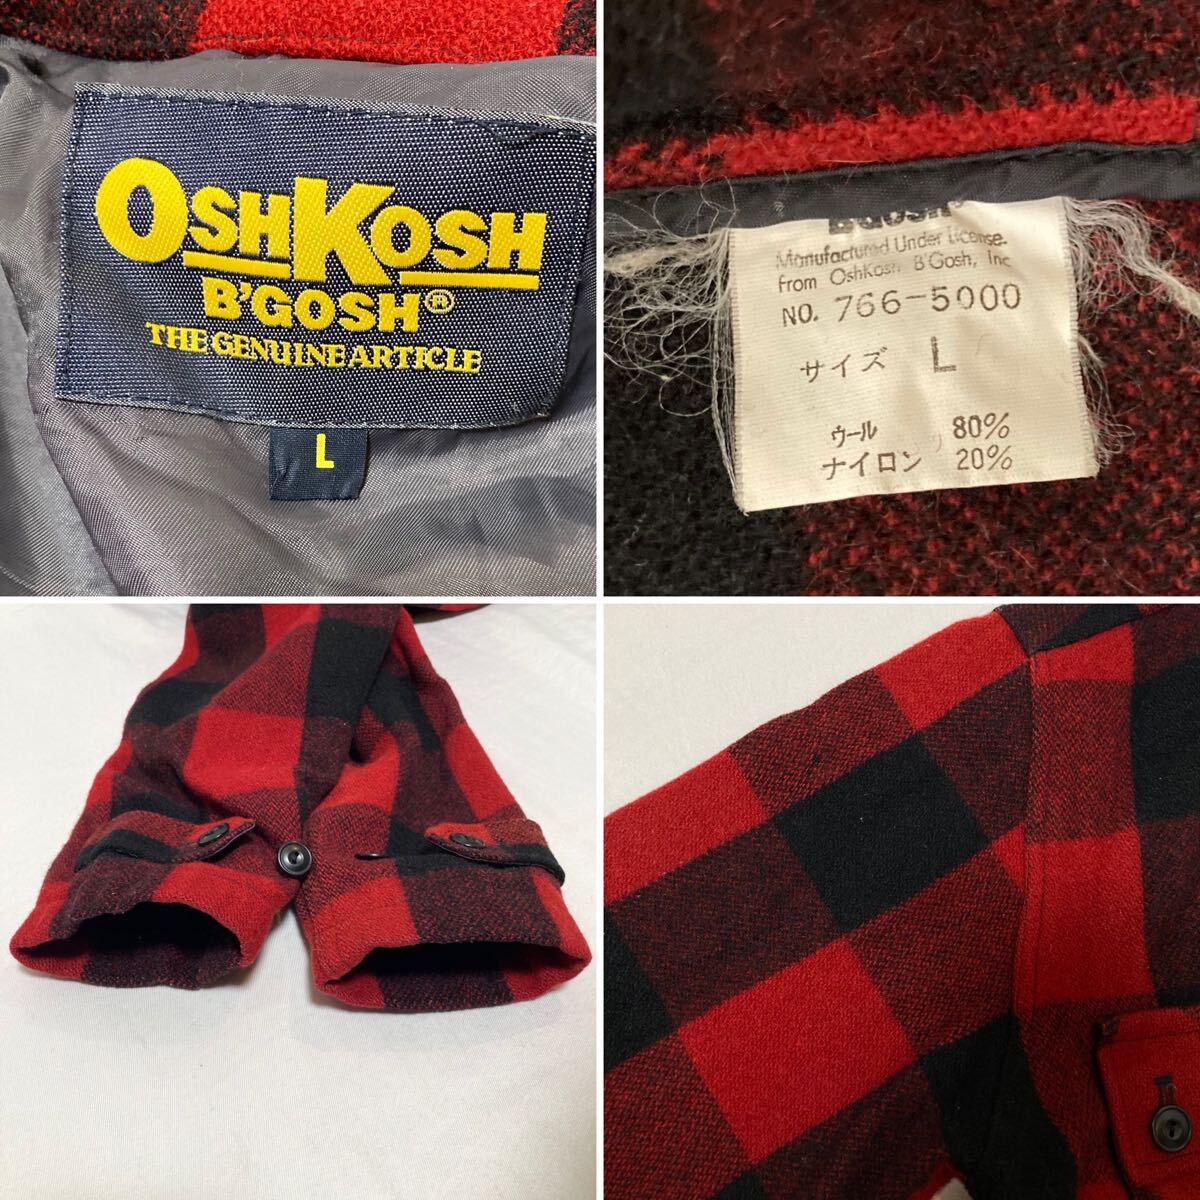 OSHKOSH
B'GOSH®
THE GENUINE ARTICLE
L
B'GOSH®
Manufactured Under License.
from OshKosh B'Gosh, Inc
NO. 766-5000
サイズ L
ウール 80%
ナイロン 20%